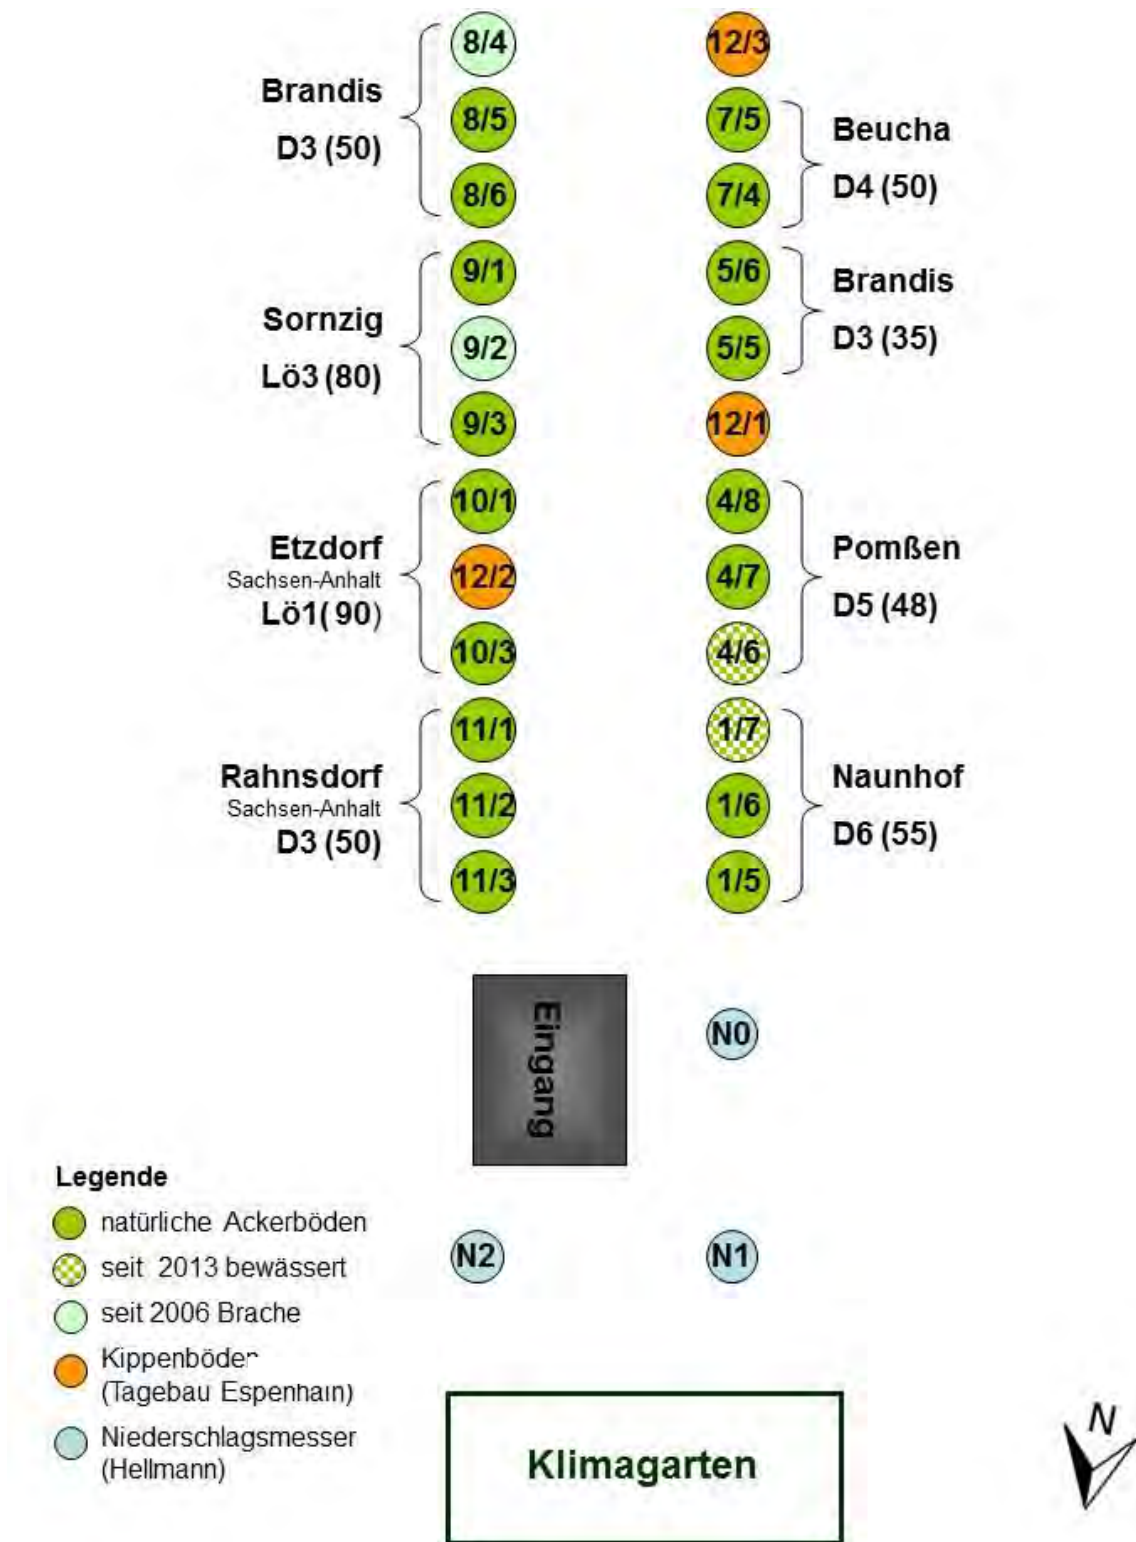 8/4
8/5
8/6
Brandis
D3 (50)
9/1
9/2
9/3
Sornzig
Lö3 (80)
10/1
12/2
10/3
Etzdorf
Sachsen-Anhalt
Lö1( 90)
11/1
11/2
11/3
Rahnsdorf
Sachsen-Anhalt
D3 (50)
12/3
7/5
7/4
Beucha
D4 (50)
5/6
5/5
Brandis
D3 (35)
12/1
4/8
4/7
4/6
Pomßen
D5 (48)
1/7
1/6
1/5
Naunhof
D6 (55)
Eingang
N0
N2
N1
Legende
natürliche Ackerböden
seit 2013 bewässert
seit 2006 Brache
Kippenböden
(Tagebau Espenhain)
Niederschlagsmesser
(Hellmann)
Klimagarten
N